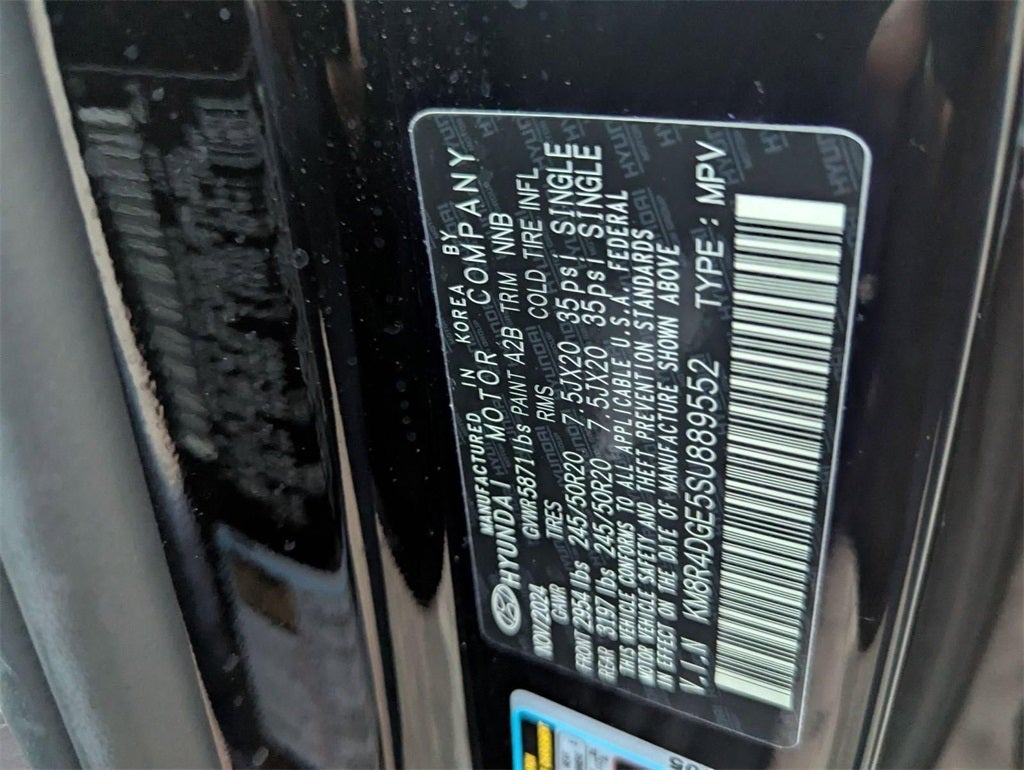 MANUFACTURED IN KOREA BY
HYUNDAI MOTOR COMPANY
NOV/2024 GVWR5871lbs PAINT A2B TRIM NNB
GAWR TIRES RIMS COLD TIRE INFL
FRONT 2954 lbs 245/50R20 7.5JX20 35psi SINGLE
REAR 3197 lbs 245/50R20 7.5JX20 35psi SINGLE
THIS VEHICLE CONFORMS TO ALL APPLICABLE U.S.A. FEDERAL
MOTOR VEHICLE SAFETY AND THEFT PREVENTION STANDARDS
IN EFFECT ON THE DATE OF MANUFACTURE SHOWN ABOVE
V.I.N KM8R4DGE5SU889552 TYPE : MPV